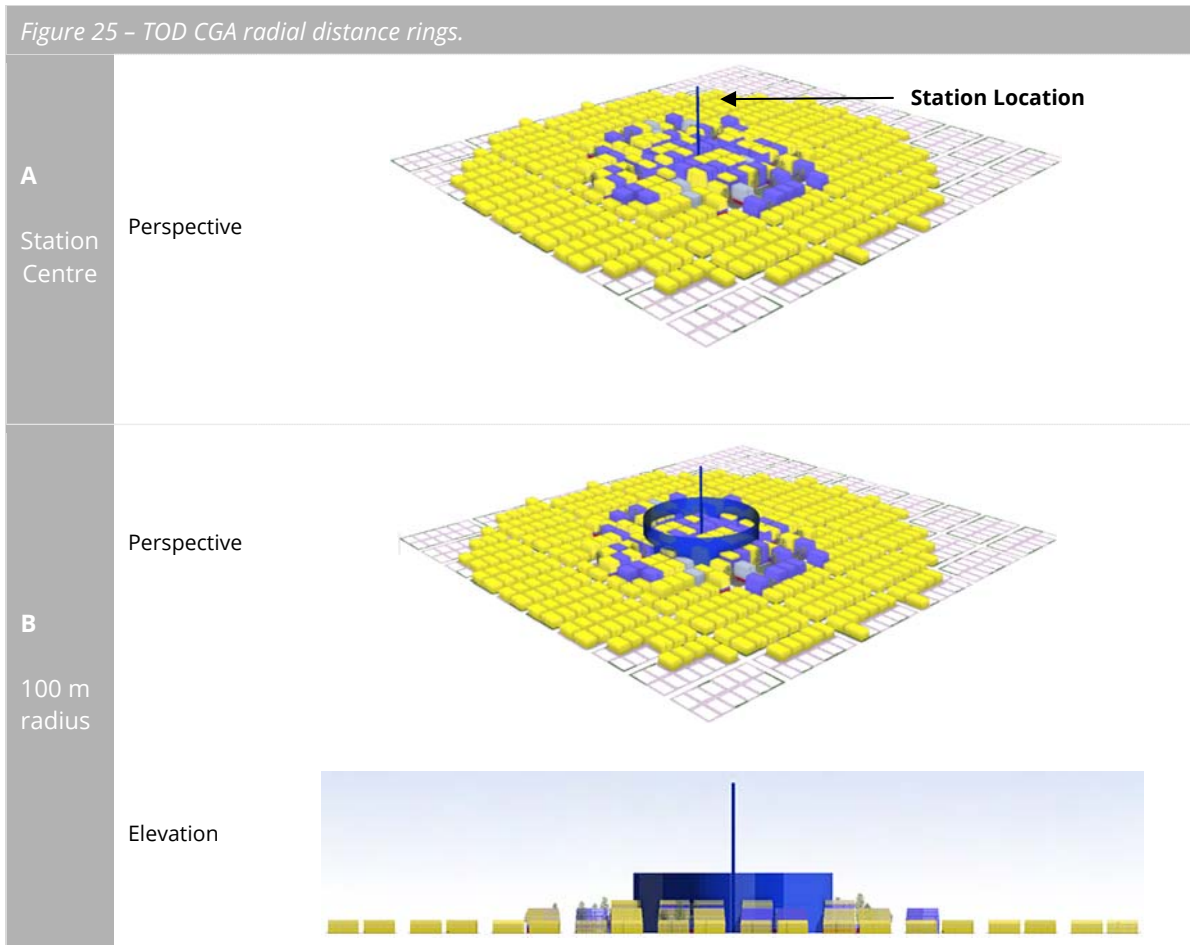 Figure 25 – TOD CGA radial distance rings.
A
Station
Centre
Perspective
Station Location
B
100 m
radius
Perspective
Elevation